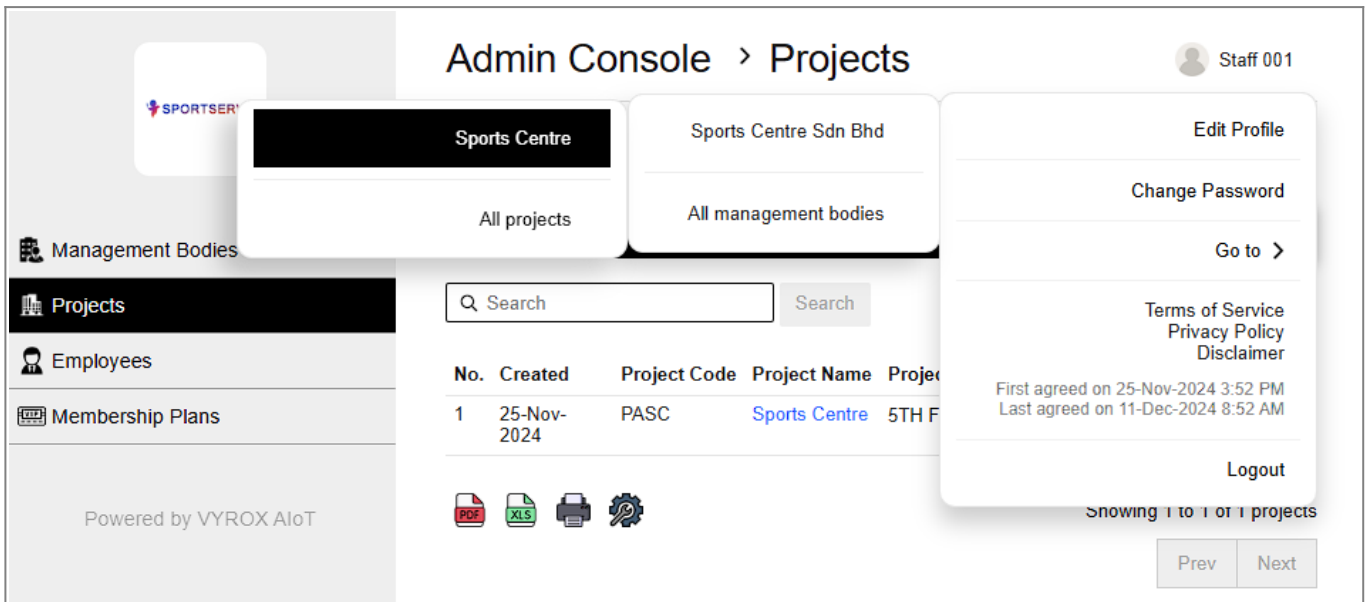 Admin Console › Projects
Staff 001
SPORTSER
Sports Centre
All projects
Sports Centre Sdn Bhd
All management bodies
Edit Profile
Change Password
Go to
Terms of Service
Privacy Policy
Disclaimer
First agreed on 25-Nov-2024 3:52 PM
Last agreed on 11-Dec-2024 8:52 AM
Logout
Management Bodies
Projects
Employees
VIP Membership Plans
Powered by VYROX AIoT
Search Search
No. Created Project Code Project Name Projec
1 25-Nov- PASC Sports Centre 5TH F
2024
PDF XLS
Showing 1 to 1 of 1 projects
Prev Next